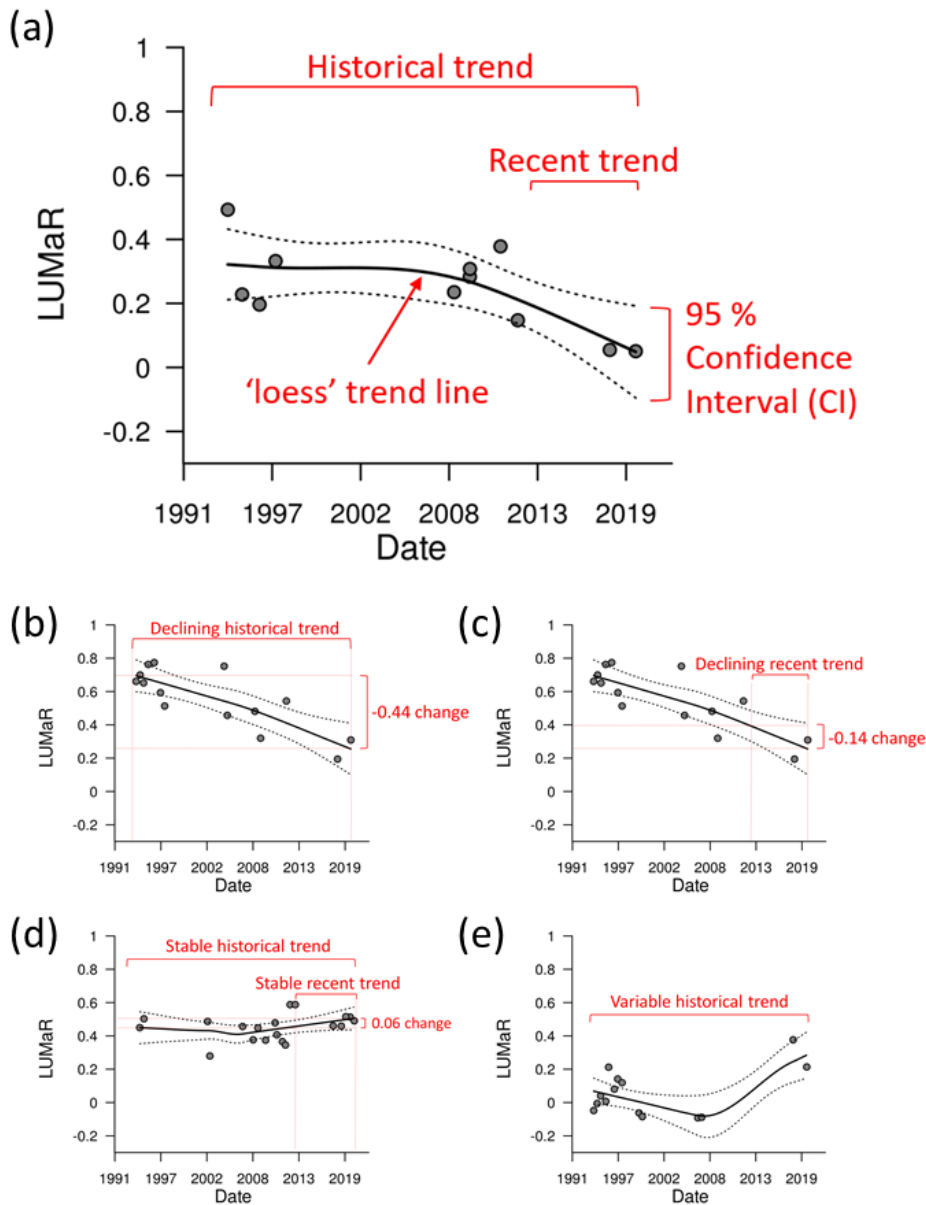 (a)
Historical trend
Recent trend
LUMaR
1
0.8
0.6
0.4
0.2
0
-0.2
'loess' trend line
95 %
Confidence
Interval (CI)
1991 1997 2002 2008 2013 2019
Date
(b)
Declining historical trend
-0.44 change
LUMaR
1
0.8
0.6
0.4
0.2
0
-0.2
1991 1997 2002 2008 2013 2019
Date
(c)
Declining recent trend
-0.14 change
LUMaR
1
0.8
0.6
0.4
0.2
0
-0.2
1991 1997 2002 2008 2013 2019
Date
(d)
Stable historical trend
Stable recent trend
0.06 change
LUMaR
1
0.8
0.6
0.4
0.2
0
-0.2
1991 1997 2002 2008 2013 2019
Date
(e)
Variable historical trend
LUMaR
1
0.8
0.6
0.4
0.2
0
-0.2
1991 1997 2002 2008 2013 2019
Date